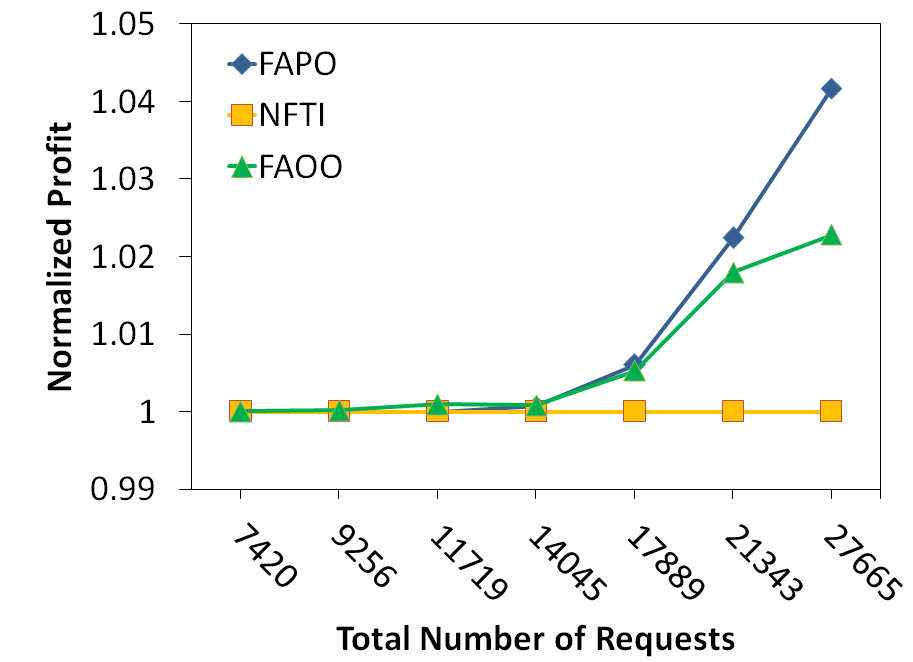 1.05
1.04
1.03
1.02
1.01
1
0.99
Normalized Profit
FAPO
NFTI
FAOO
7420
9256
11719
14045
17889
21343
27665
Total Number of Requests